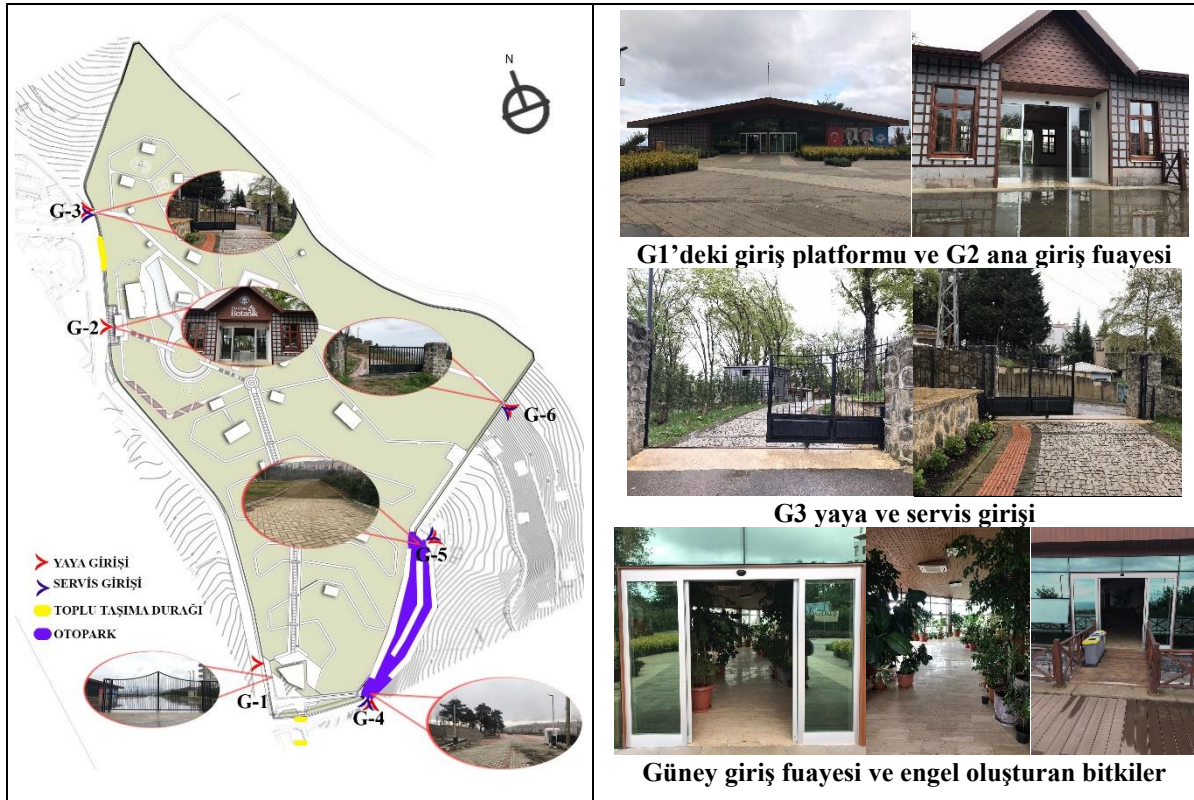 N
G-3
G-2
Botanik
G-6
G-5
YAYA GİRİŞİ
SERVİS GİRİŞİ
TOPLU TAŞIMA DURAĞI
OTOPARK
G-1
G-4
G1’deki giriş platformu ve G2 ana giriş fuayesi
G3 yaya ve servis girişi
Güney giriş fuayesi ve engel oluşturan bitkiler